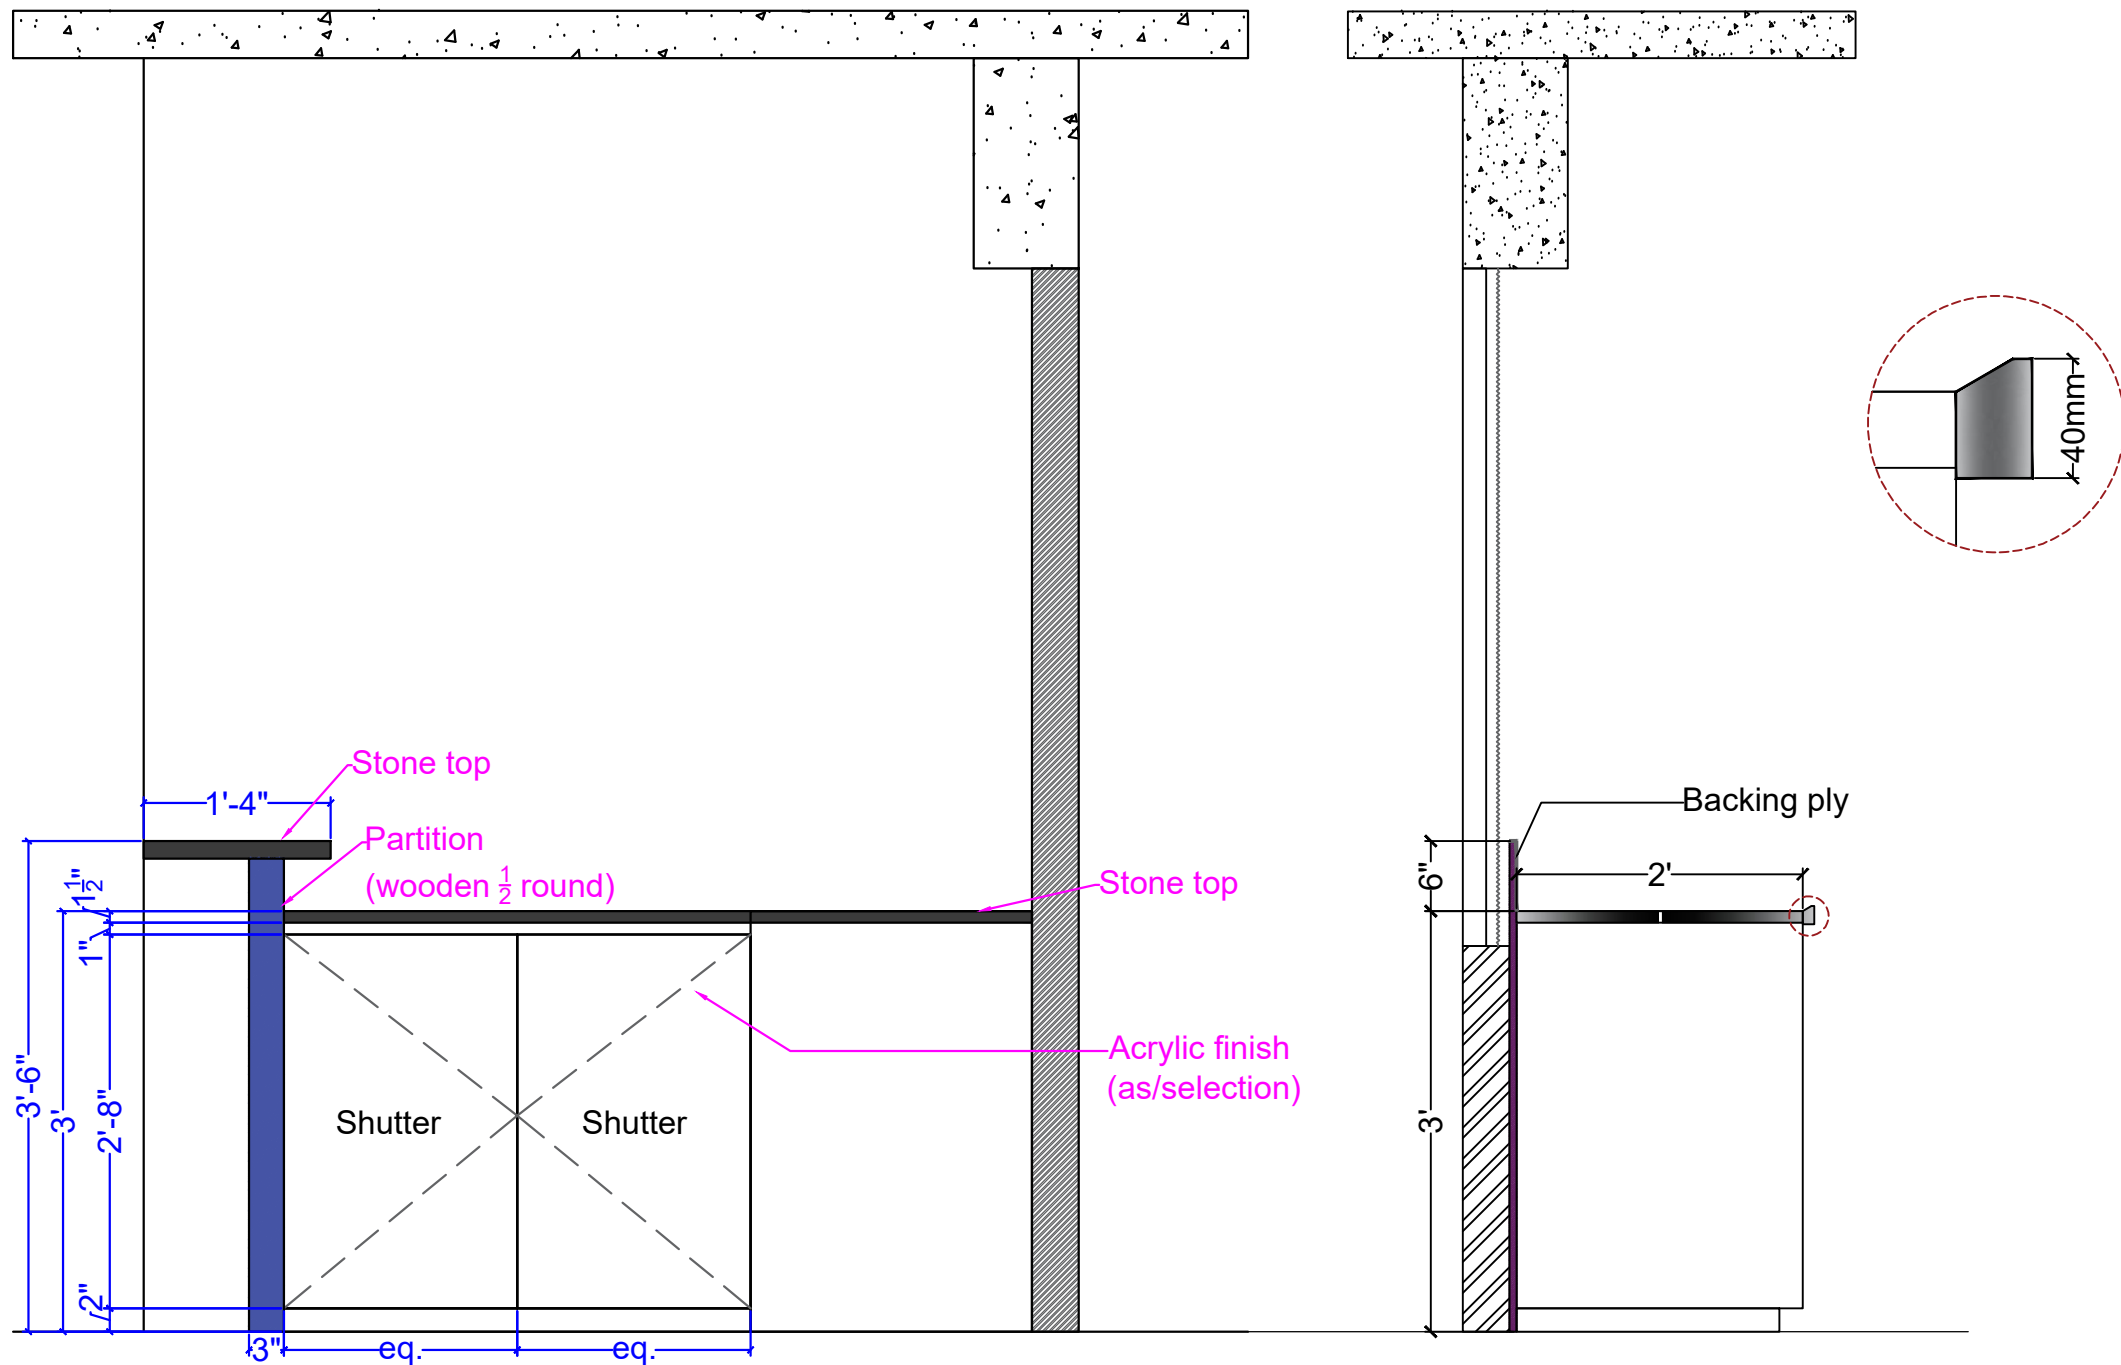 Stone top
1'-4"
Partition
(wooden 1/2 round)
Stone top
1 1/2"
1"
3'-6"
3'
2'-8"
2"
Shutter
Shutter
Acrylic finish
(as/selection)
3"
eq.
eq.
40mm
Backing ply
6"
2'
3'